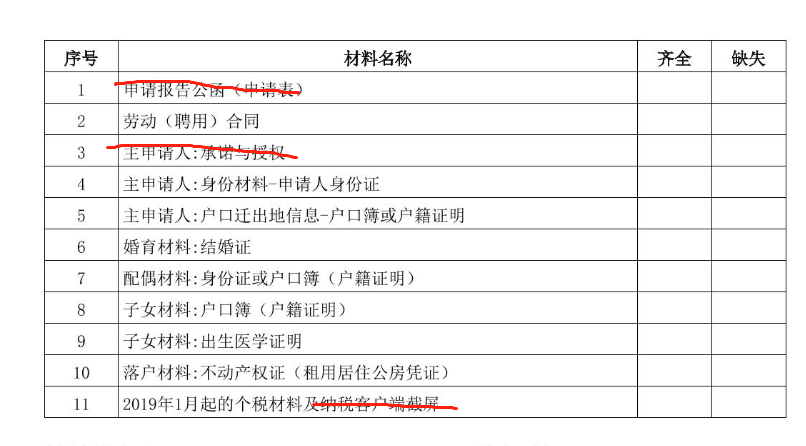 序号 材料名称 齐全 缺失
1 申请报告公函（申请表）
2 劳动（聘用）合同
3 主申请人:承诺与授权
4 主申请人:身份材料-申请人身份证
5 主申请人:户口迁出地信息-户口簿或户籍证明
6 婚育材料:结婚证
7 配偶材料:身份证或户口簿（户籍证明）
8 子女材料:户口簿（户籍证明）
9 子女材料:出生医学证明
10 落户材料:不动产权证（租用居住公房凭证）
11 2019年1月起的个税材料及纳税客户端截屏